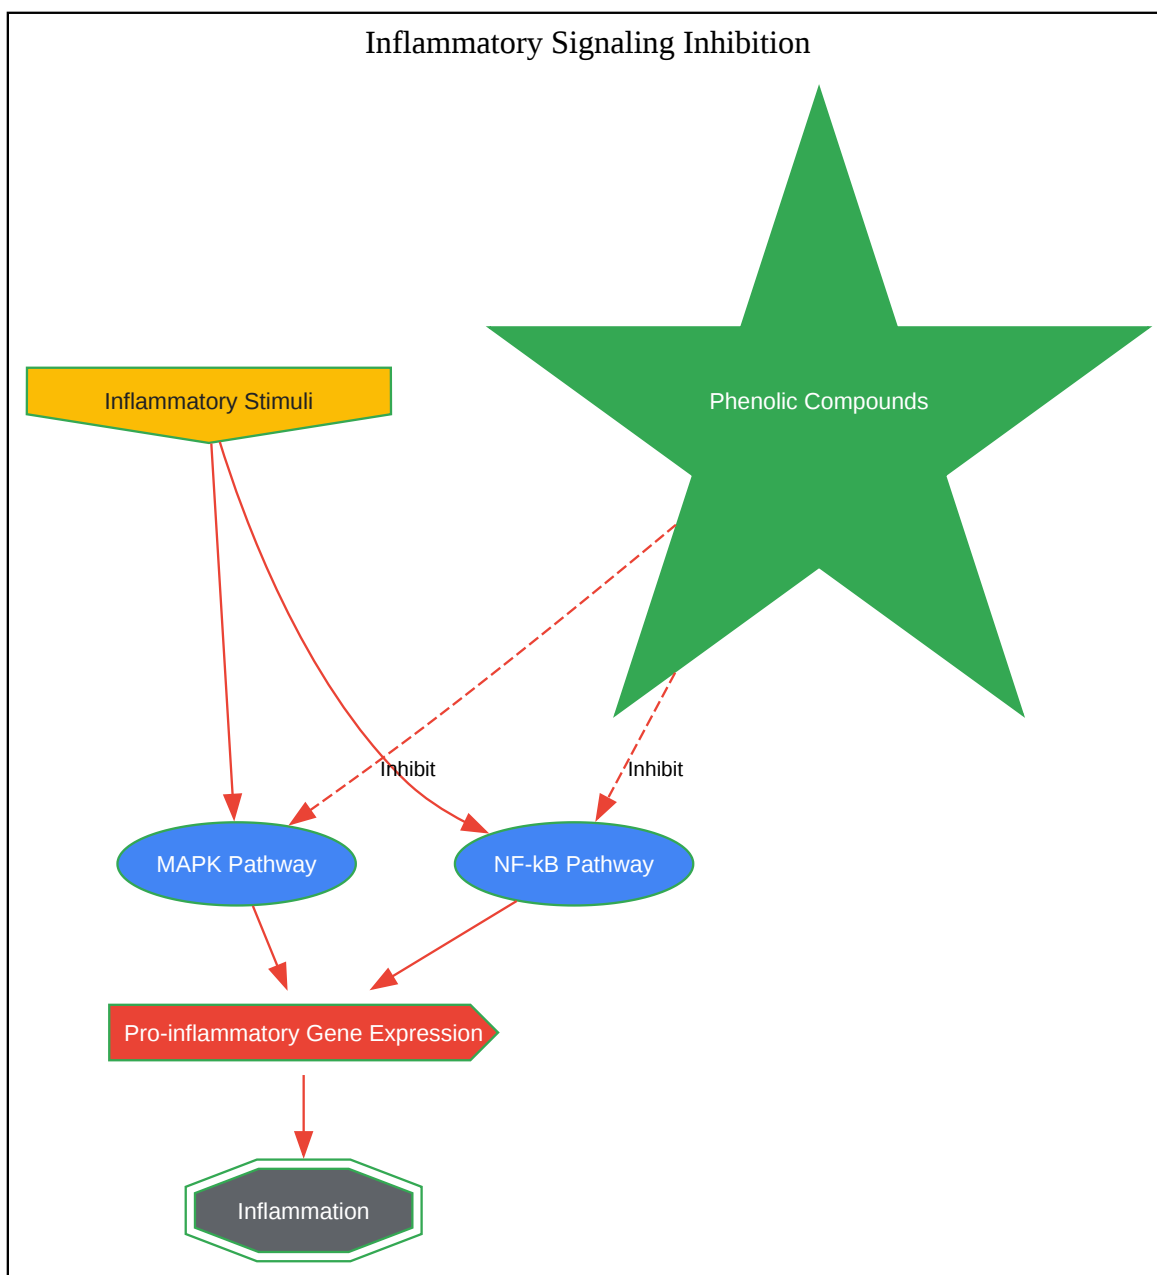 Inflammatory Signaling Inhibition
Inflammatory Stimuli
Phenolic Compounds
Inhibit
Inhibit
MAPK Pathway
NF-kB Pathway
Pro-inflammatory Gene Expression
Inflammation